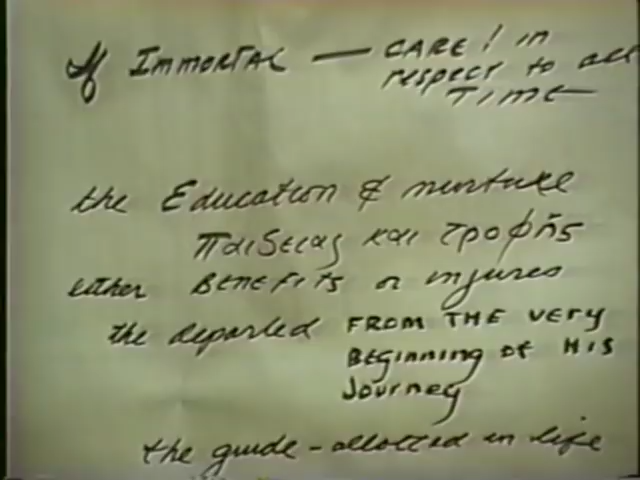 If IMMORTAL — CARE! in
respect to all
TIME
the Education & nurture
παιδειας και τροφης
either BENEFITS or injures
the departed FROM THE VERY
BEGINNING OF HIS
Journey
the guide - allotted in life